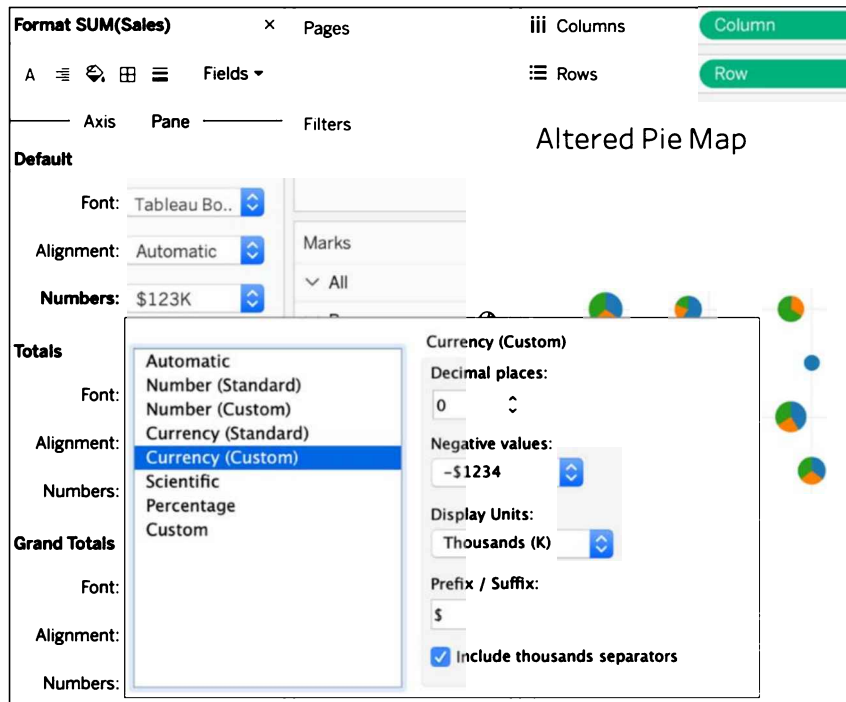 Format SUM(Sales) ×
A Fields
Axis Pane
Default
Font: Tableau Bo..
Alignment: Automatic
Numbers: $123K
Totals
Font:
Alignment:
Numbers:
Grand Totals
Font:
Alignment:
Numbers:
Pages
Filters
Marks
All
iii Columns Column
Rows Row
Altered Pie Map
Automatic
Number (Standard)
Number (Custom)
Currency (Standard)
Currency (Custom)
Scientific
Percentage
Custom
Currency (Custom)
Decimal places:
0
Negative values:
-$1234
Display Units:
Thousands (K)
Prefix / Suffix:
$
Include thousands separators